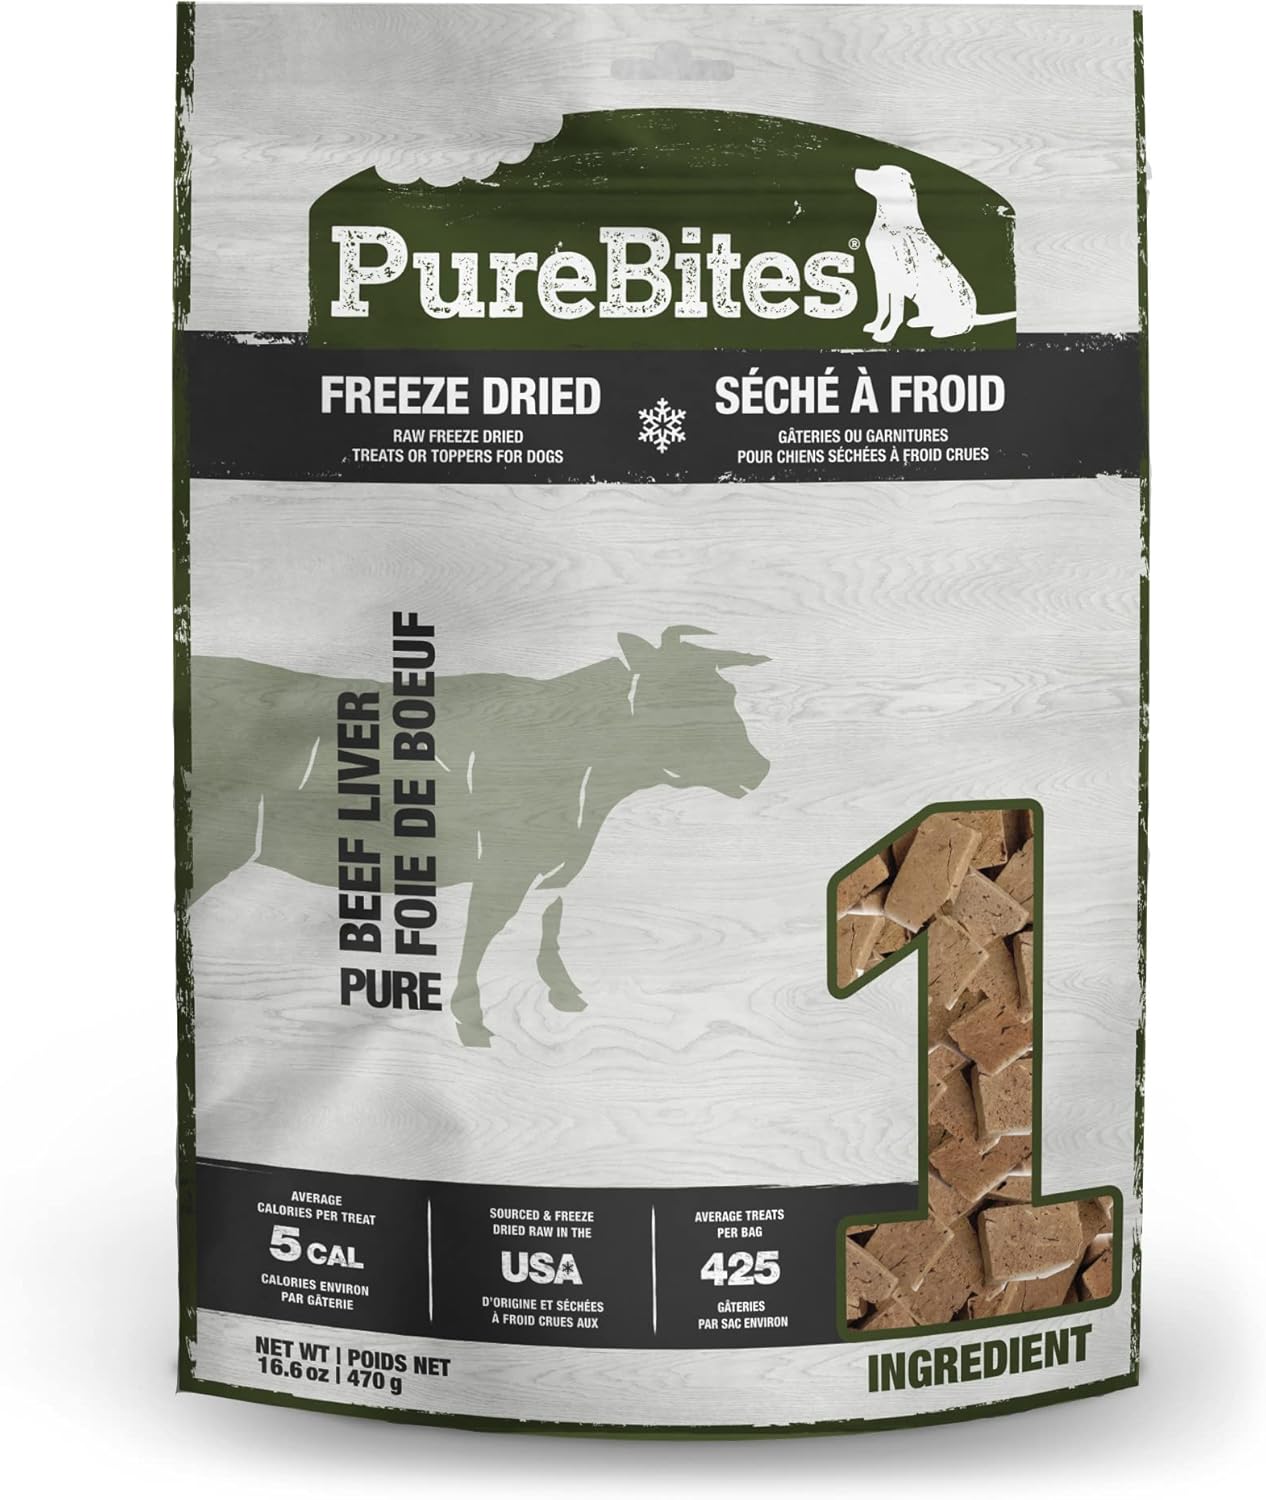 PureBites®
FREEZE DRIED
RAW FREEZE DRIED
TREATS OR TOPPERS FOR DOGS
SÉCHÉ À FROID
GÂTERIES OU GARNITURES
POUR CHIENS SÉCHÉES À FROID CRUES
PURE
BEEF LIVER
FOIE DE BOEUF
AVERAGE
CALORIES PER TREAT
5 CAL
CALORIES ENVIRON
PAR GÂTERIE
SOURCED & FREEZE
DRIED RAW IN THE
USA*
D'ORIGINE ET SÉCHÉES
À FROID CRUES AUX
AVERAGE TREATS
PER BAG
425
GÂTERIES
PAR SAC ENVIRON
1
INGREDIENT
NET WT | POIDS NET
16.6 oz | 470 g